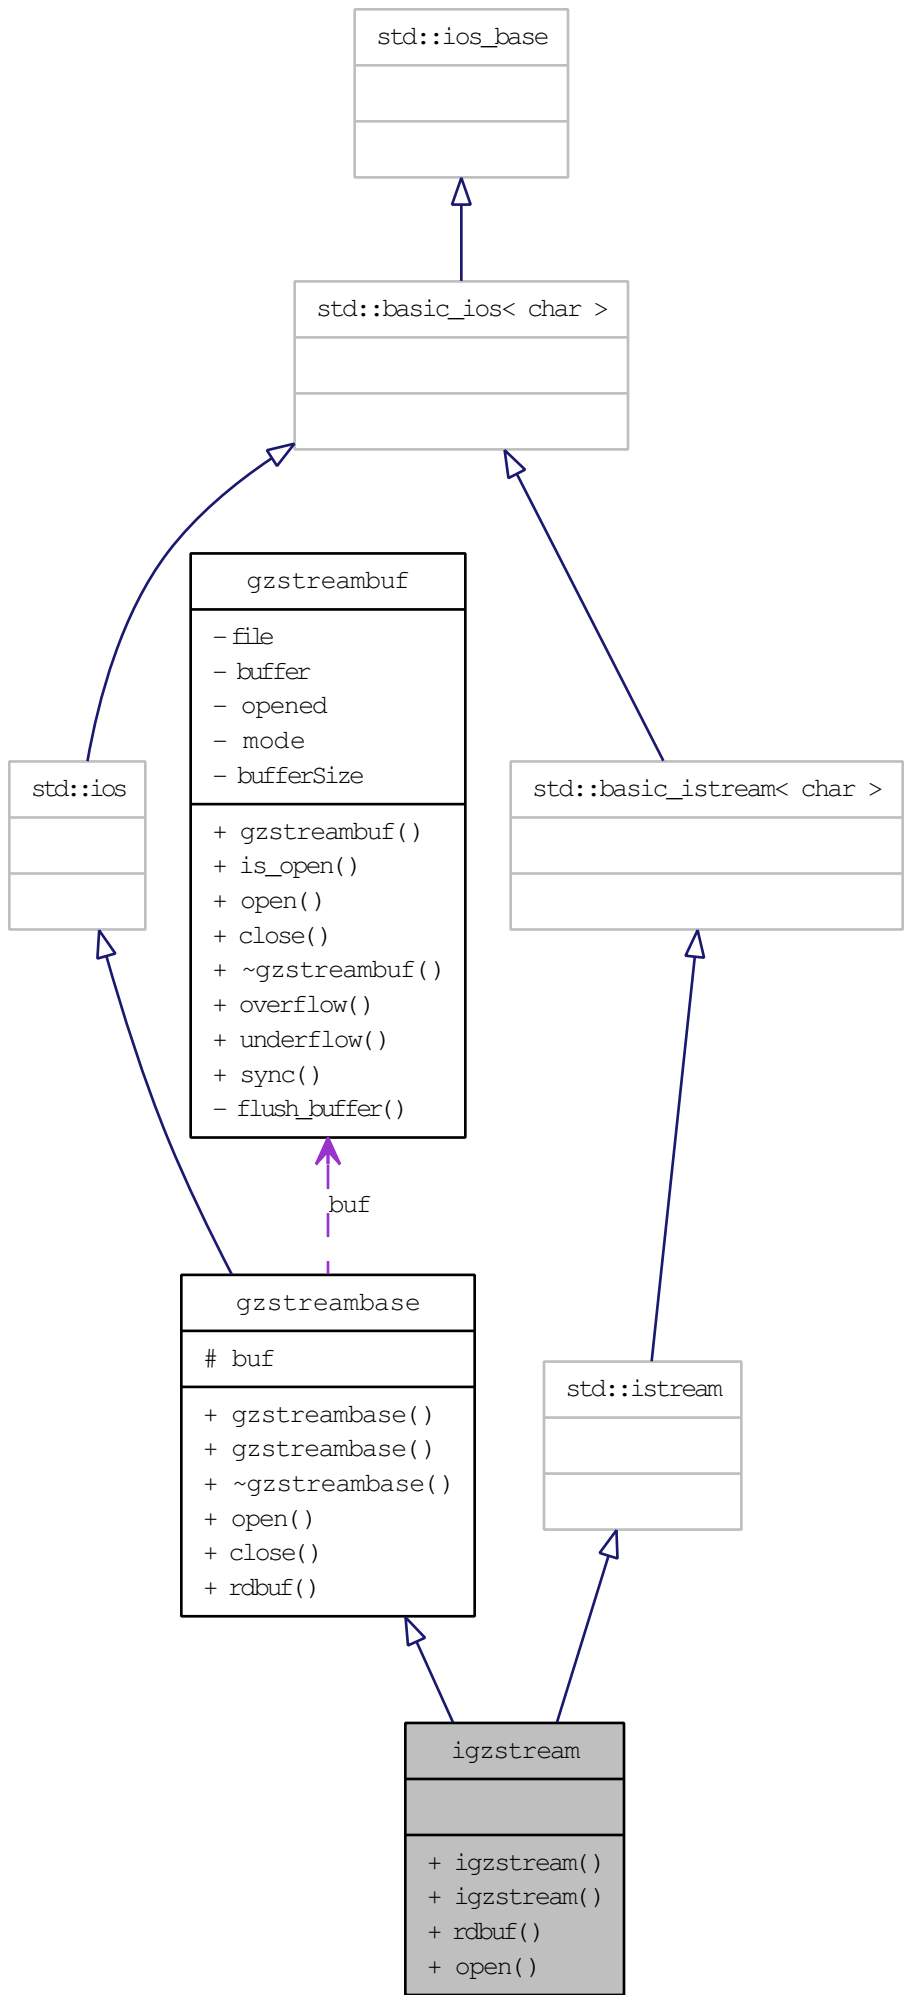 std::ios_base
std::basic_ios< char >
gzstreambuf
- file
- buffer
- opened
- mode
- bufferSize
+ gzstreambuf()
+ is_open()
+ open()
+ close()
+ ~gzstreambuf()
+ overflow()
+ underflow()
+ sync()
- flush_buffer()
std::ios
std::basic_istream< char >
buf
gzstreambase
# buf
+ gzstreambase()
+ gzstreambase()
+ ~gzstreambase()
+ open()
+ close()
+ rdbuf()
std::istream
igzstream
+ igzstream()
+ igzstream()
+ rdbuf()
+ open()